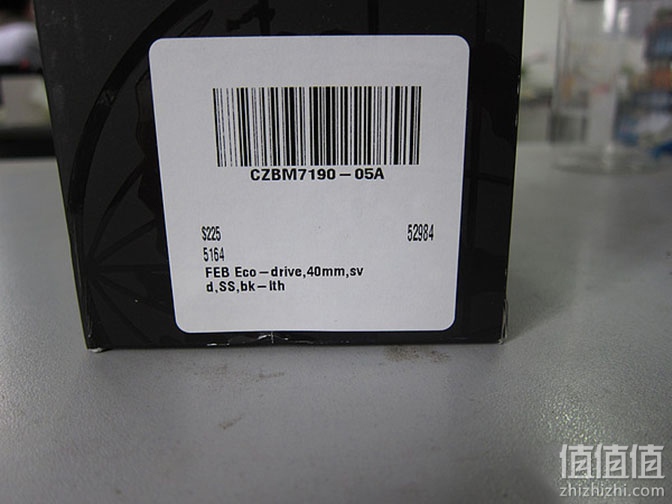 CZBM7190-05A
$225 52984
5164
FEB Eco-drive,40mm,sv
d,SS,bk-lth
值值值
zhizhizhi.com